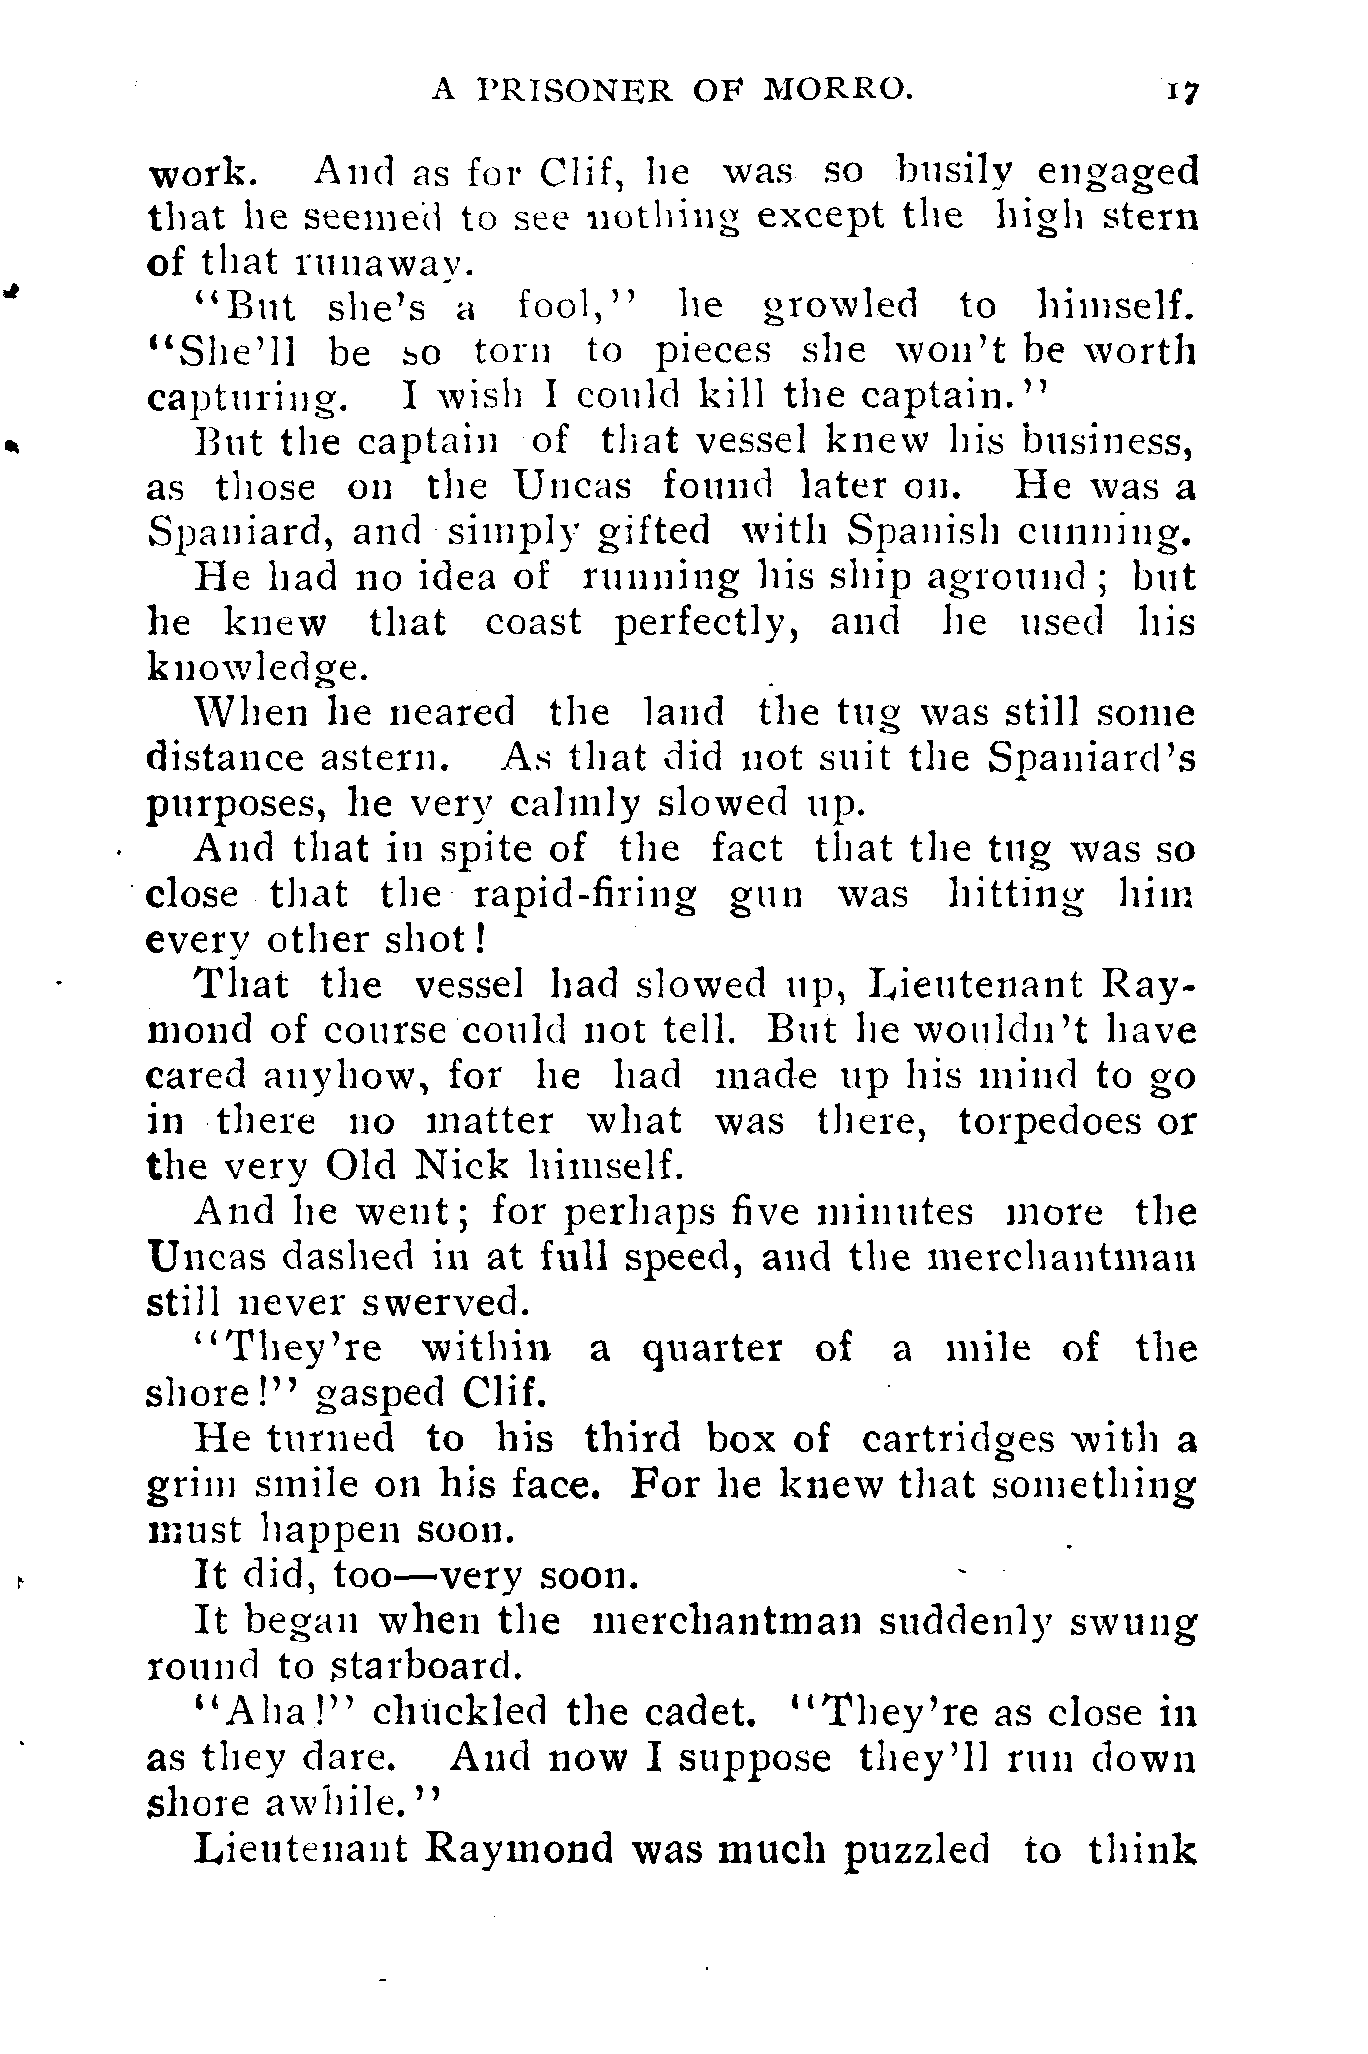 A PRISONER OF MORRO. 17
work. And as for Clif, he was so busily engaged
that he seemed to see nothing except the high stern
of that runaway.
"But she's a fool," he growled to himself.
"She'll be so torn to pieces she won't be worth
capturing. I wish I could kill the captain."
But the captain of that vessel knew his business,
as those on the Uncas found later on. He was a
Spaniard, and simply gifted with Spanish cunning.
He had no idea of running his ship aground; but
he knew that coast perfectly, and he used his
knowledge.
When he neared the land the tug was still some
distance astern. As that did not suit the Spaniard's
purposes, he very calmly slowed up.
And that in spite of the fact that the tug was so
close that the rapid-firing gun was hitting him
every other shot!
That the vessel had slowed up, Lieutenant Ray-
mond of course could not tell. But he wouldn't have
cared anyhow, for he had made up his mind to go
in there no matter what was there, torpedoes or
the very Old Nick himself.
And he went; for perhaps five minutes more the
Uncas dashed in at full speed, and the merchantman
still never swerved.
"They're within a quarter of a mile of the
shore!" gasped Clif.
He turned to his third box of cartridges with a
grim smile on his face. For he knew that something
must happen soon.
It did, too—very soon.
It began when the merchantman suddenly swung
round to starboard.
"Aha!" chuckled the cadet. "They're as close in
as they dare. And now I suppose they'll run down
shore awhile."
Lieutenant Raymond was much puzzled to think